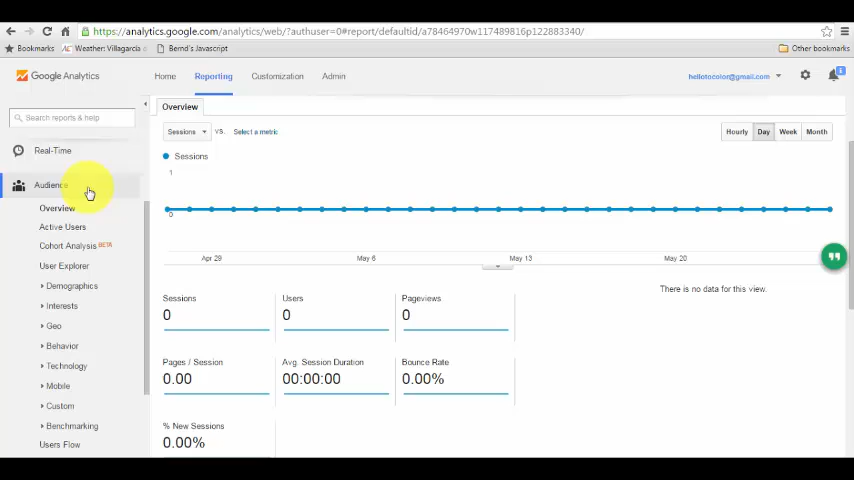 https://analytics.google.com/analytics/web/?authuser=0#report/defaultid/a78464970w117489816p122883340/
Bookmarks Weather: Villagarcia Bernd's Javascript Other bookmarks
Google Analytics Home Reporting Customization Admin hellotocolor@gmail.com 1
Search reports & help
Overview
Real-Time
Sessions VS. Select a metric Hourly Day Week Month
Sessions
1
0
Apr 29 May 6 May 13 May 20
Audience
Overview
Active Users
Cohort Analysis BETA
User Explorer
Demographics
Interests
Geo
Behavior
Technology
Mobile
Custom
Benchmarking
Users Flow
There is no data for this view.
Sessions Users Pageviews
0 0 0
Pages / Session Avg. Session Duration Bounce Rate
0.00 00:00:00 0.00%
% New Sessions
0.00%